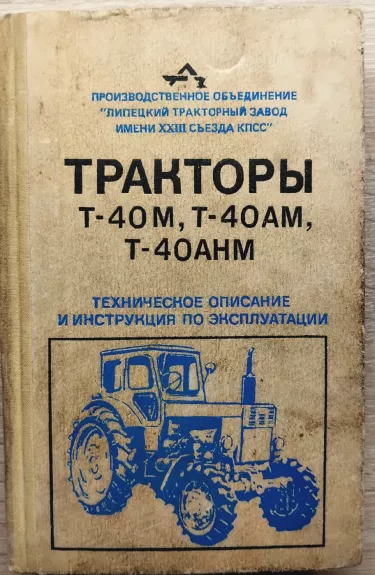 ПРОИЗВОДСТВЕННОЕ ОБЪЕДИНЕНИЕ
"ЛИПЕЦКИЙ ТРАКТОРНЫЙ ЗАВОД
ИМЕНИ XXIII СЪЕЗДА КПСС"
ТРАКТОРЫ
Т-40М, Т-40АМ,
Т-40АНМ
ТЕХНИЧЕСКОЕ ОПИСАНИЕ
И ИНСТРУКЦИЯ ПО ЭКСПЛУАТАЦИИ